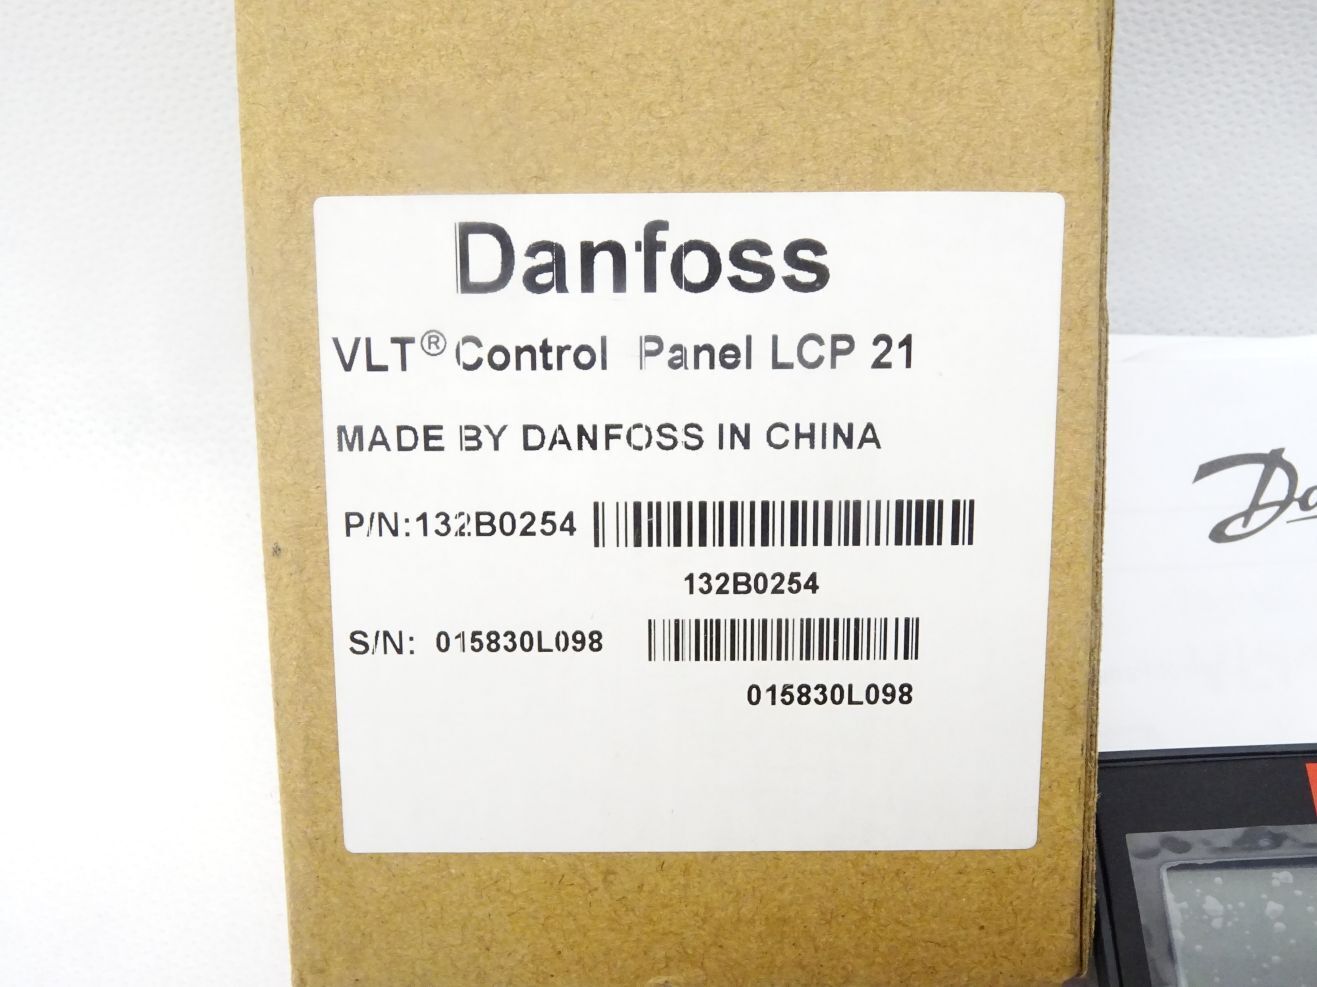 Danfoss
VLT® Control Panel LCP 21
MADE BY DANFOSS IN CHINA
P/N:132B0254
132B0254
S/N: 015830L098
015830L098